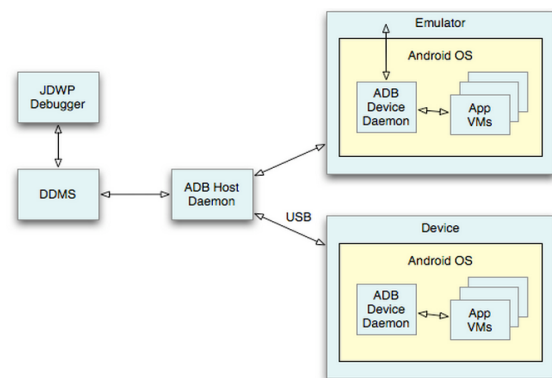 Emulator
Android OS
ADB
Device
Daemon
App
VMs
JDWP
Debugger
DDMS
ADB Host
Daemon
USB
Device
Android OS
ADB
Device
Daemon
App
VMs